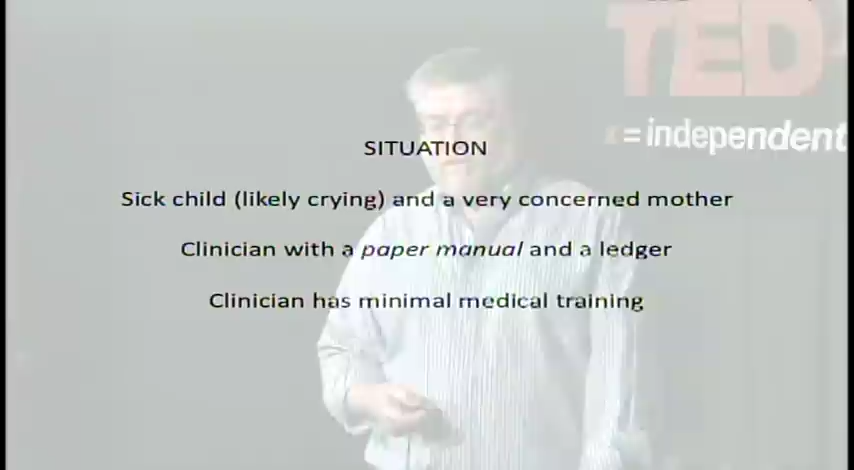 TED
x=independent
SITUATION
Sick child (likely crying) and a very concerned mother
Clinician with a paper manual and a ledger
Clinician has minimal medical training